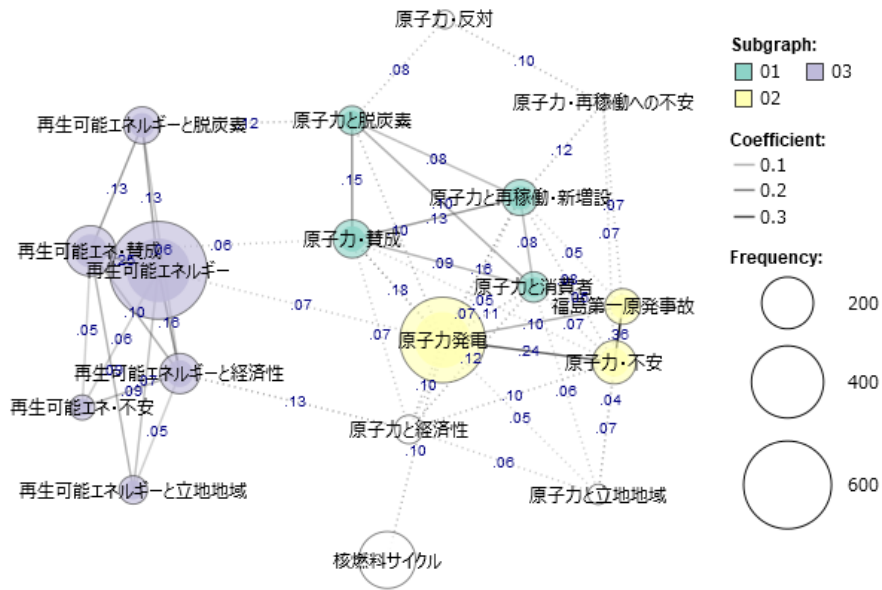 原子力・反対
.08
.10
Subgraph:
01
03
02
原子力・再稼働への不安
再生可能エネルギーと脱炭素
原子力と脱炭素
Coefficient:
0.1
0.2
0.3
.12
.08
.13
.13
.15
原子力と再稼働・新増設
.07
.13
.07
再生可能エネ・賛成
.06
原子力・賛成
.08
.05
Frequency:
再生可能エネルギー
.09
.16
.18
原子力と消費者
.05
福島第一原発事故
200
.07
.07
.11
.10
.07
.36
.10
.16
.05
.06
.07
原子力発電
.24
原子力・不安
.12
400
再生可能エネルギーと経済性
.10
.10
.06
.04
.09
再生可能エネ・不安
.13
.05
原子力と経済性
.07
.05
.10
.06
再生可能エネルギーと立地地域
原子力と立地地域
600
核燃料サイクル